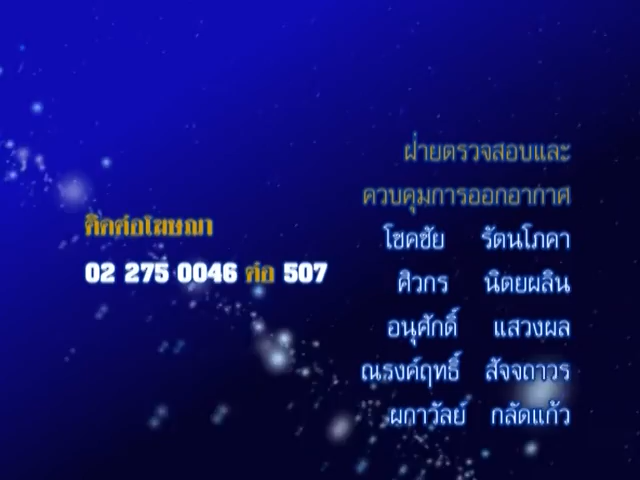 ติดต่อโฆษณา
02 275 0046 ต่อ 507
ฝ่ายตรวจสอบและ
ควบคุมการออกอากาศ
โชคชัย รัตนโภคา
ศิวกร นิตยผลิน
อนุศักดิ์ แสวงผล
ณรงค์ฤทธิ์ สัจจถาวร
ผกาวัลย์ กลัดแก้ว